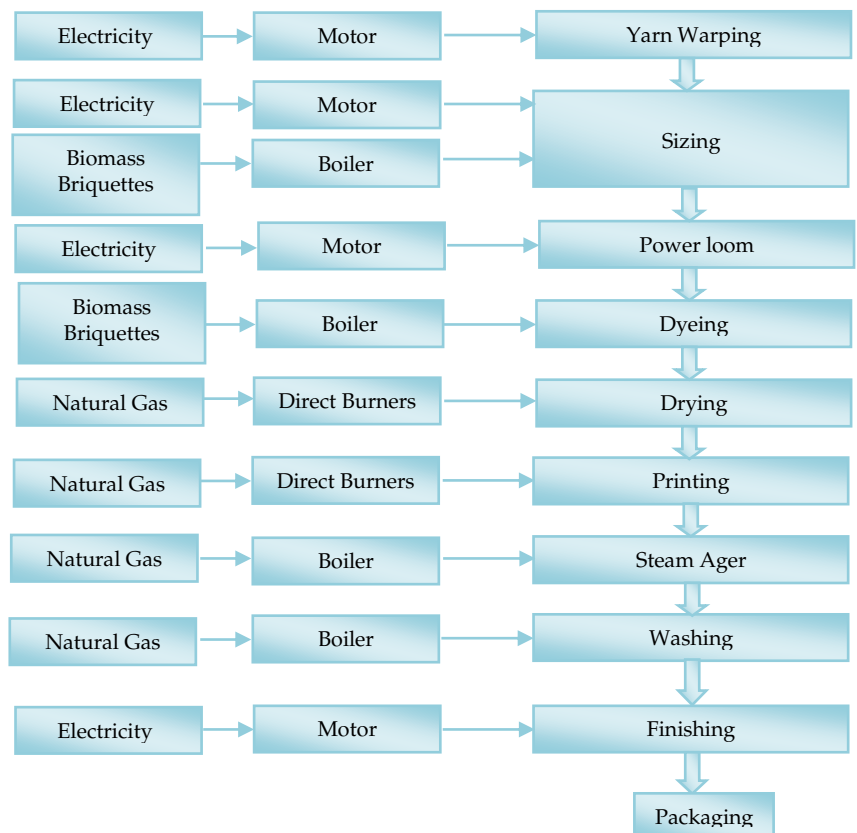 Electricity
Motor
Yarn Warping
Electricity
Motor
Sizing
Biomass
Briquettes
Boiler
Electricity
Motor
Power loom
Biomass
Briquettes
Boiler
Dyeing
Natural Gas
Direct Burners
Drying
Natural Gas
Direct Burners
Printing
Natural Gas
Boiler
Steam Ager
Natural Gas
Boiler
Washing
Electricity
Motor
Finishing
Packaging